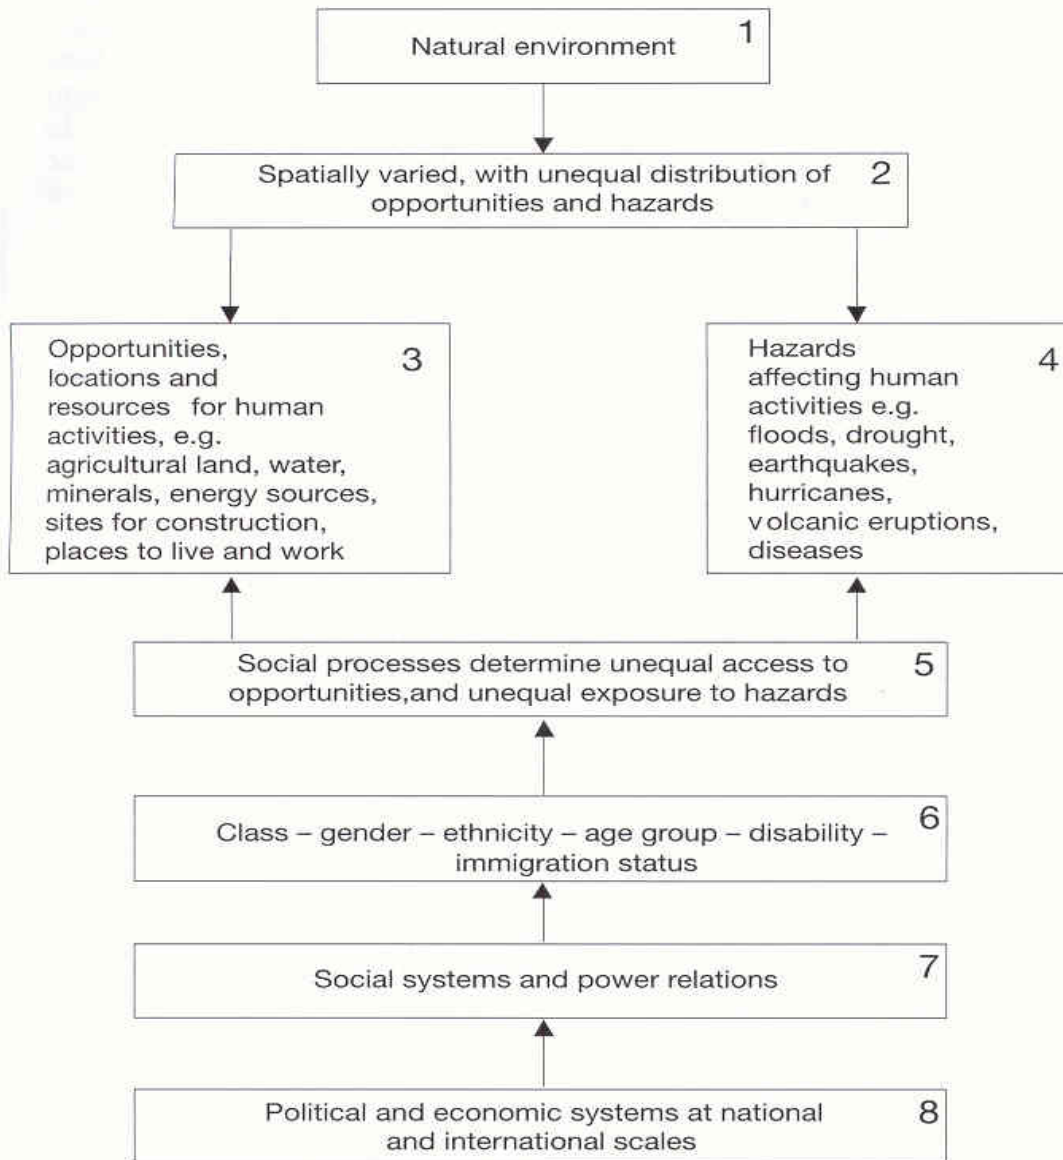 Natural environment 1
Spatially varied, with unequal distribution of 2
opportunities and hazards
Opportunities, 3
locations and
resources for human
activities, e.g.
agricultural land, water,
minerals, energy sources,
sites for construction,
places to live and work
Hazards 4
affecting human
activities e.g.
floods, drought,
earthquakes,
hurricanes,
volcanic eruptions,
diseases
Social processes determine unequal access to 5
opportunities,and unequal exposure to hazards
Class – gender – ethnicity – age group – disability – 6
immigration status
Social systems and power relations 7
Political and economic systems at national 8
and international scales